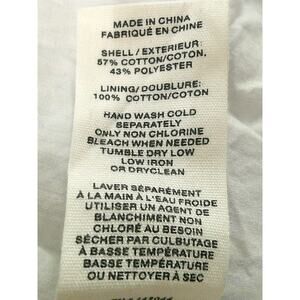 MADE IN CHINA
FABRIQUÉ EN CHINE
SHELL / EXTERIEUR:
57% COTTON/COTON,
43% POLYESTER
LINING/DOUBLURE:
100% COTTON/COTON
HAND WASH COLD
SEPARATELY
ONLY NON CHLORINE
BLEACH WHEN NEEDED
TUMBLE DRY LOW
LOW IRON
OR DRYCLEAN
LAVER SÉPARÉMENT
À LA MAIN À L'EAU FROIDE
UTILISER UN AGENT DE
BLANCHIMENT NON
CHLORÉ AU BESOIN
SÉCHER PAR CULBUTAGE
À BASSE TEMPÉRATURE
BASSE TEMPÉRATURE
OU NETTOYER À SEC